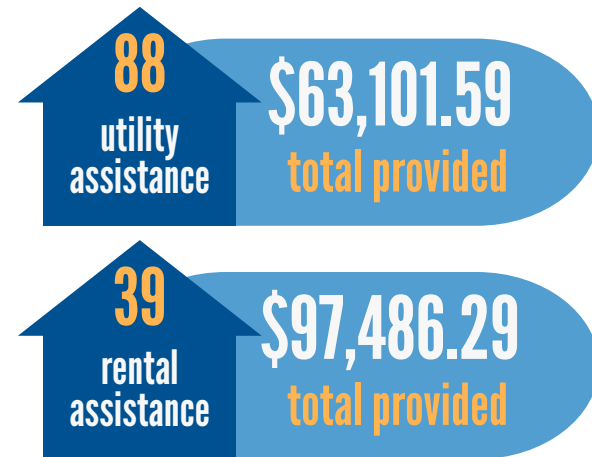 88
utility
assistance
$63,101.59
total provided
39
rental
assistance
$97,486.29
total provided